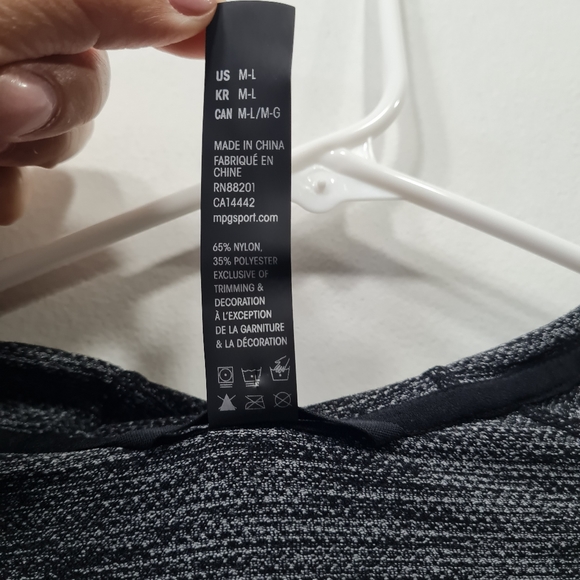 US M-L
KR M-L
CAN M-L/M-G
MADE IN CHINA
FABRIQUÉ EN
CHINE
RN88201
CA14442
mpgsport.com
65% NYLON,
35% POLYESTER
EXCLUSIVE OF
TRIMMING &
DECORATION
À L'EXCEPTION
DE LA GARNITURE
& LA DÉCORATION